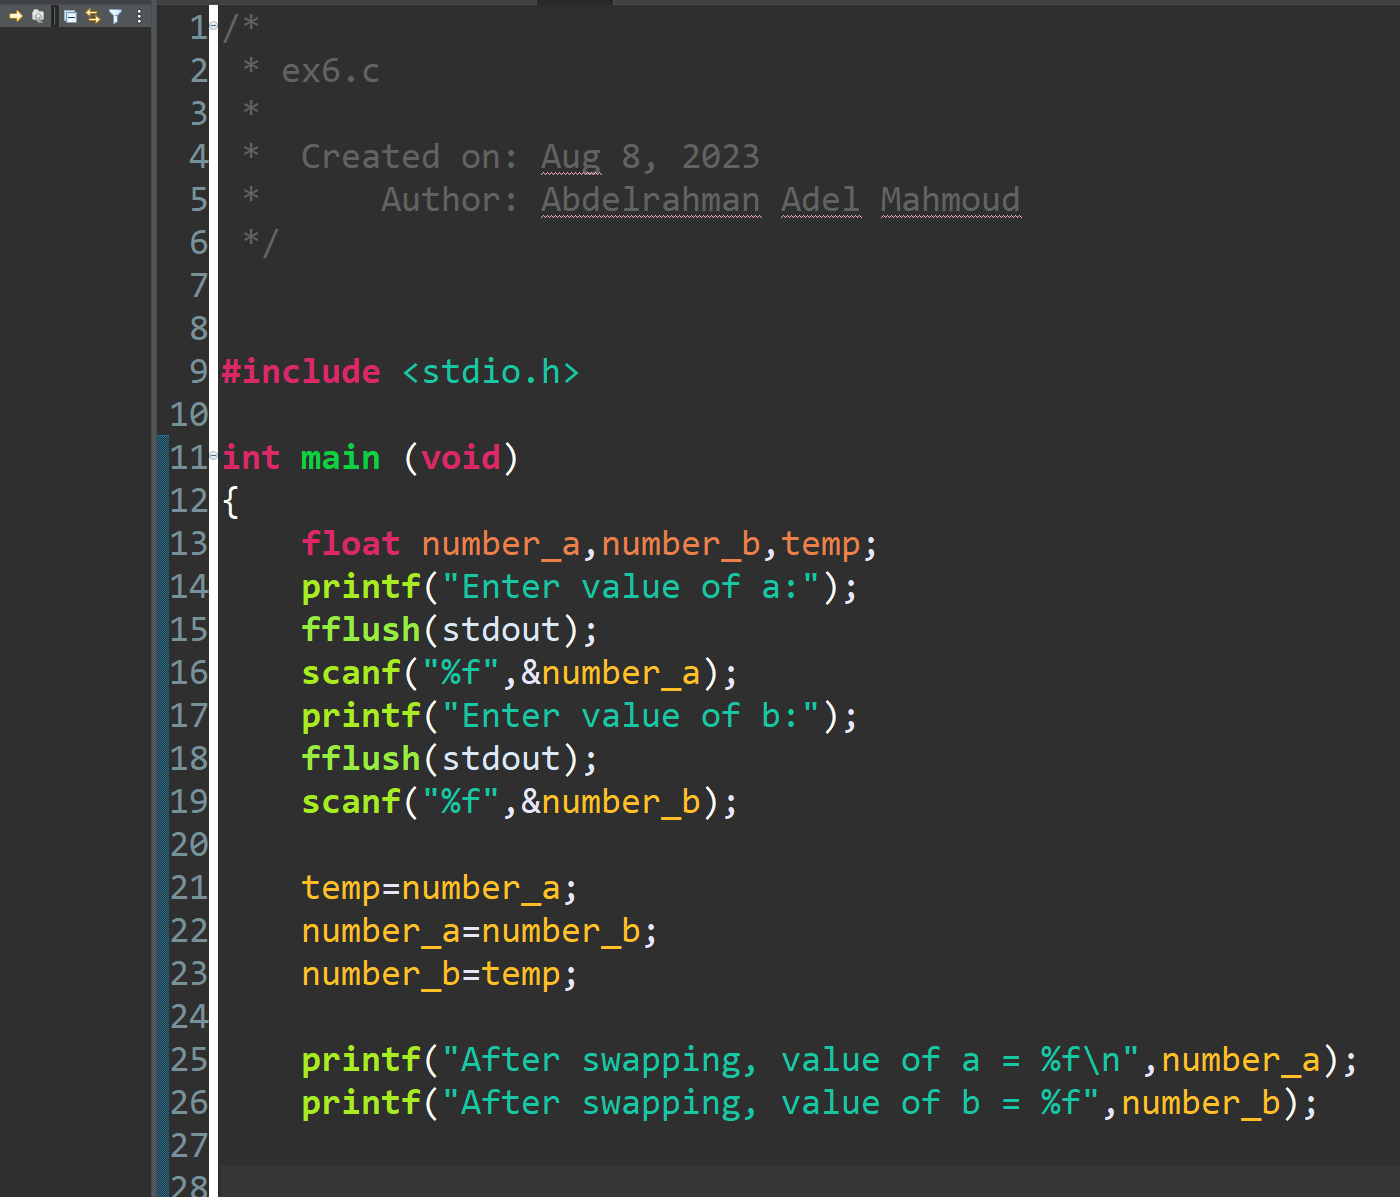 1 /*
2  * ex6.c
3  *
4  *  Created on: Aug 8, 2023
5  *      Author: Abdelrahman Adel Mahmoud
6  */
7
8
9 #include <stdio.h>
10
11 int main (void)
12 {
13     float number_a,number_b,temp;
14     printf("Enter value of a:");
15     fflush(stdout);
16     scanf("%f",&number_a);
17     printf("Enter value of b:");
18     fflush(stdout);
19     scanf("%f",&number_b);
20
21     temp=number_a;
22     number_a=number_b;
23     number_b=temp;
24
25     printf("After swapping, value of a = %f\n",number_a);
26     printf("After swapping, value of b = %f",number_b);
27
28